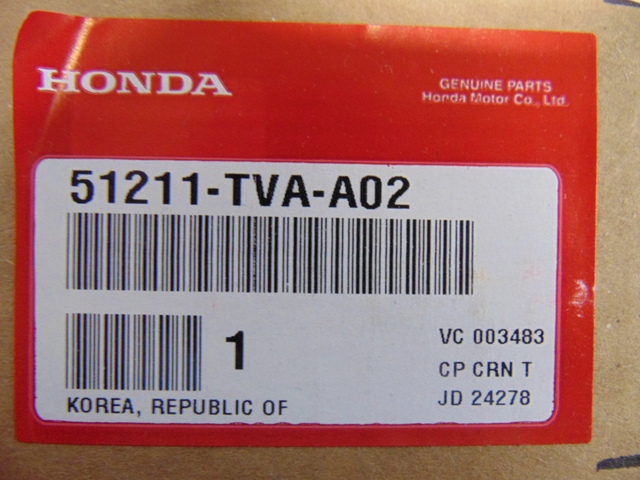 HONDA
GENUINE PARTS
Honda Motor Co., Ltd.
51211-TVA-A02
1
VC 003483
CP CRN T
JD 24278
KOREA, REPUBLIC OF